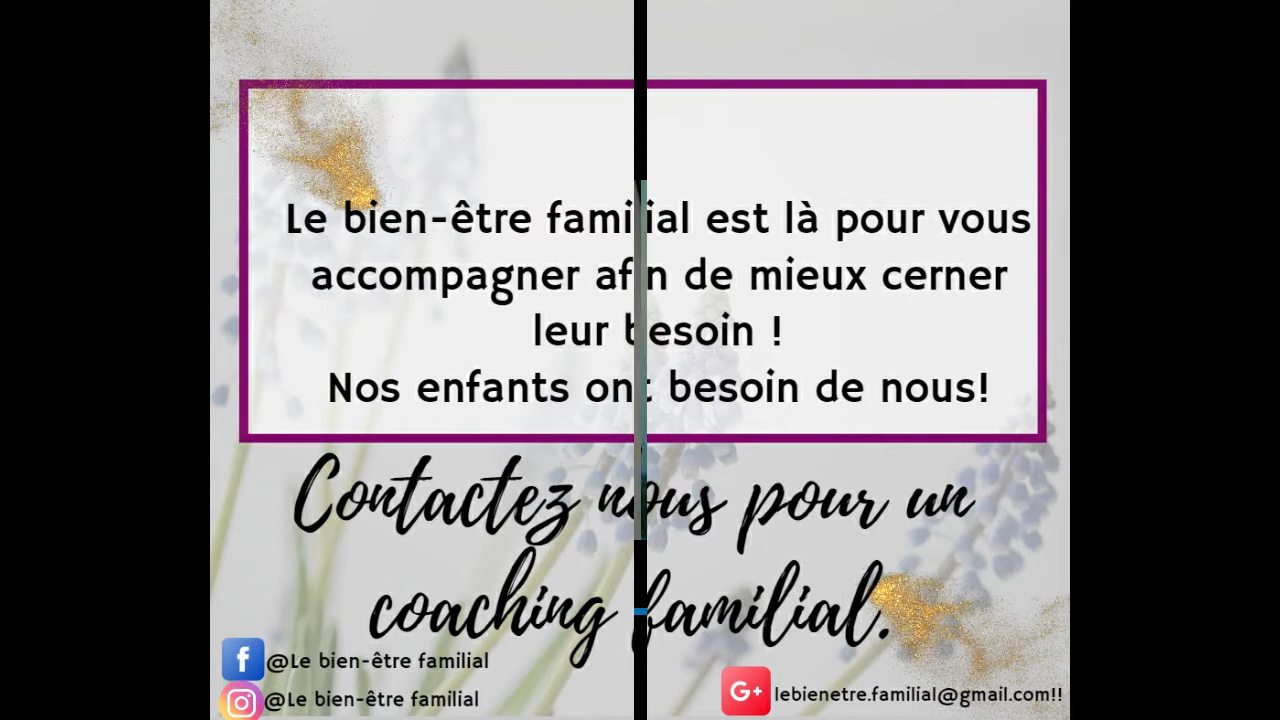 Le bien-être familial est là pour vous
accompagner afin de mieux cerner
leur besoin !
Nos enfants ont besoin de nous!
Contactez nous pour un
coaching familial.
@Le bien-être familial
@Le bien-être familial
lebienetre.familial@gmail.com!!